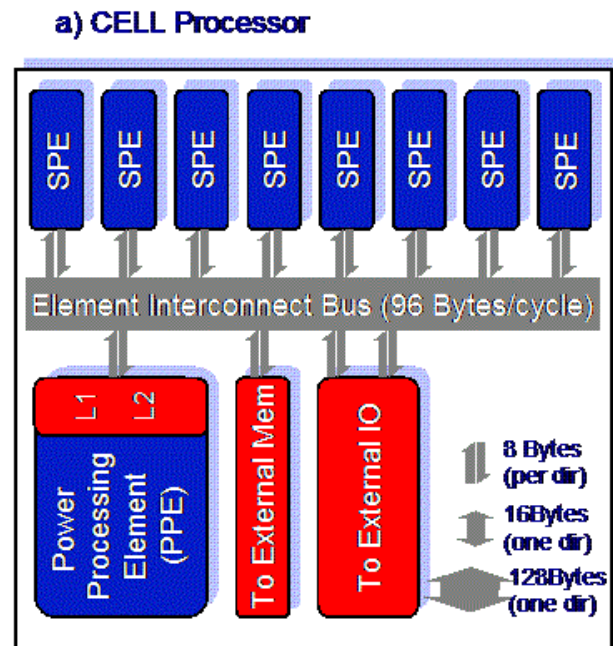 a) CELL Processor
SPE
SPE
SPE
SPE
SPE
SPE
SPE
SPE
Element Interconnect Bus (96 Bytes/cycle)
L1
L2
Power
Processing
Element
(PPE)
To External Mem
To External IO
8 Bytes
(per dir)
16Bytes
(one dir)
128Bytes
(one dir)